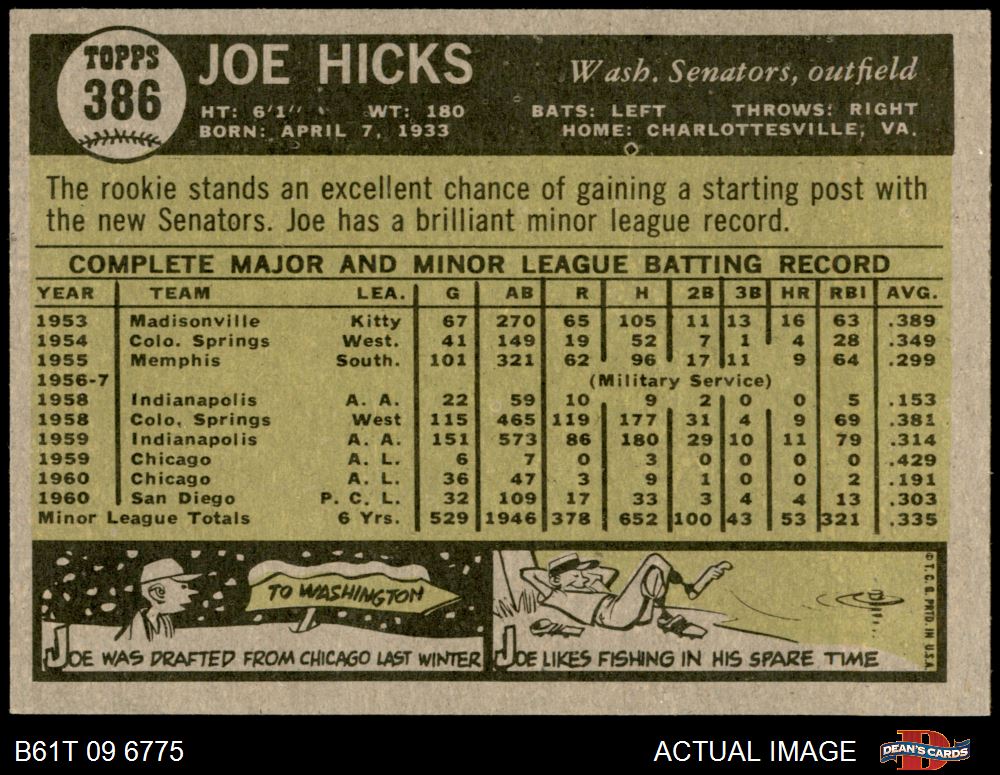 TOPPS
386
JOE HICKS
Wash. Senators, outfield
HT: 6'1" WT: 180 BATS: LEFT THROWS: RIGHT
BORN: APRIL 7, 1933 HOME: CHARLOTTESVILLE, VA.
The rookie stands an excellent chance of gaining a starting post with
the new Senators. Joe has a brilliant minor league record.
COMPLETE MAJOR AND MINOR LEAGUE BATTING RECORD
YEAR TEAM LEA. G AB R H 2B 3B HR RBI AVG.
1953 Madisonville Kitty 67 270 65 105 11 13 16 63 .389
1954 Colo. Springs West. 41 149 19 52 7 1 4 28 .349
1955 Memphis South. 101 321 62 96 17 11 9 64 .299
1956-7 (Military Service)
1958 Indianapolis A. A. 22 59 10 9 2 0 0 5 .153
1958 Colo. Springs West 115 465 119 177 31 4 9 69 .381
1959 Indianapolis A. A. 151 573 86 180 29 10 11 79 .314
1959 Chicago A. L. 6 7 0 3 0 0 0 0 .429
1960 Chicago A. L. 36 47 3 9 1 0 0 2 .191
1960 San Diego P. C. L. 32 109 17 33 3 4 4 13 .303
Minor League Totals 6 Yrs. 529 1946 378 652 100 43 53 321 .335
TO WASHINGTON
JOE WAS DRAFTED FROM CHICAGO LAST WINTER
JOE LIKES FISHING IN HIS SPARE TIME
© T. C. G. PRTD. IN U.S.A.
B61T 09 6775
ACTUAL IMAGE
DEAN'S CARDS